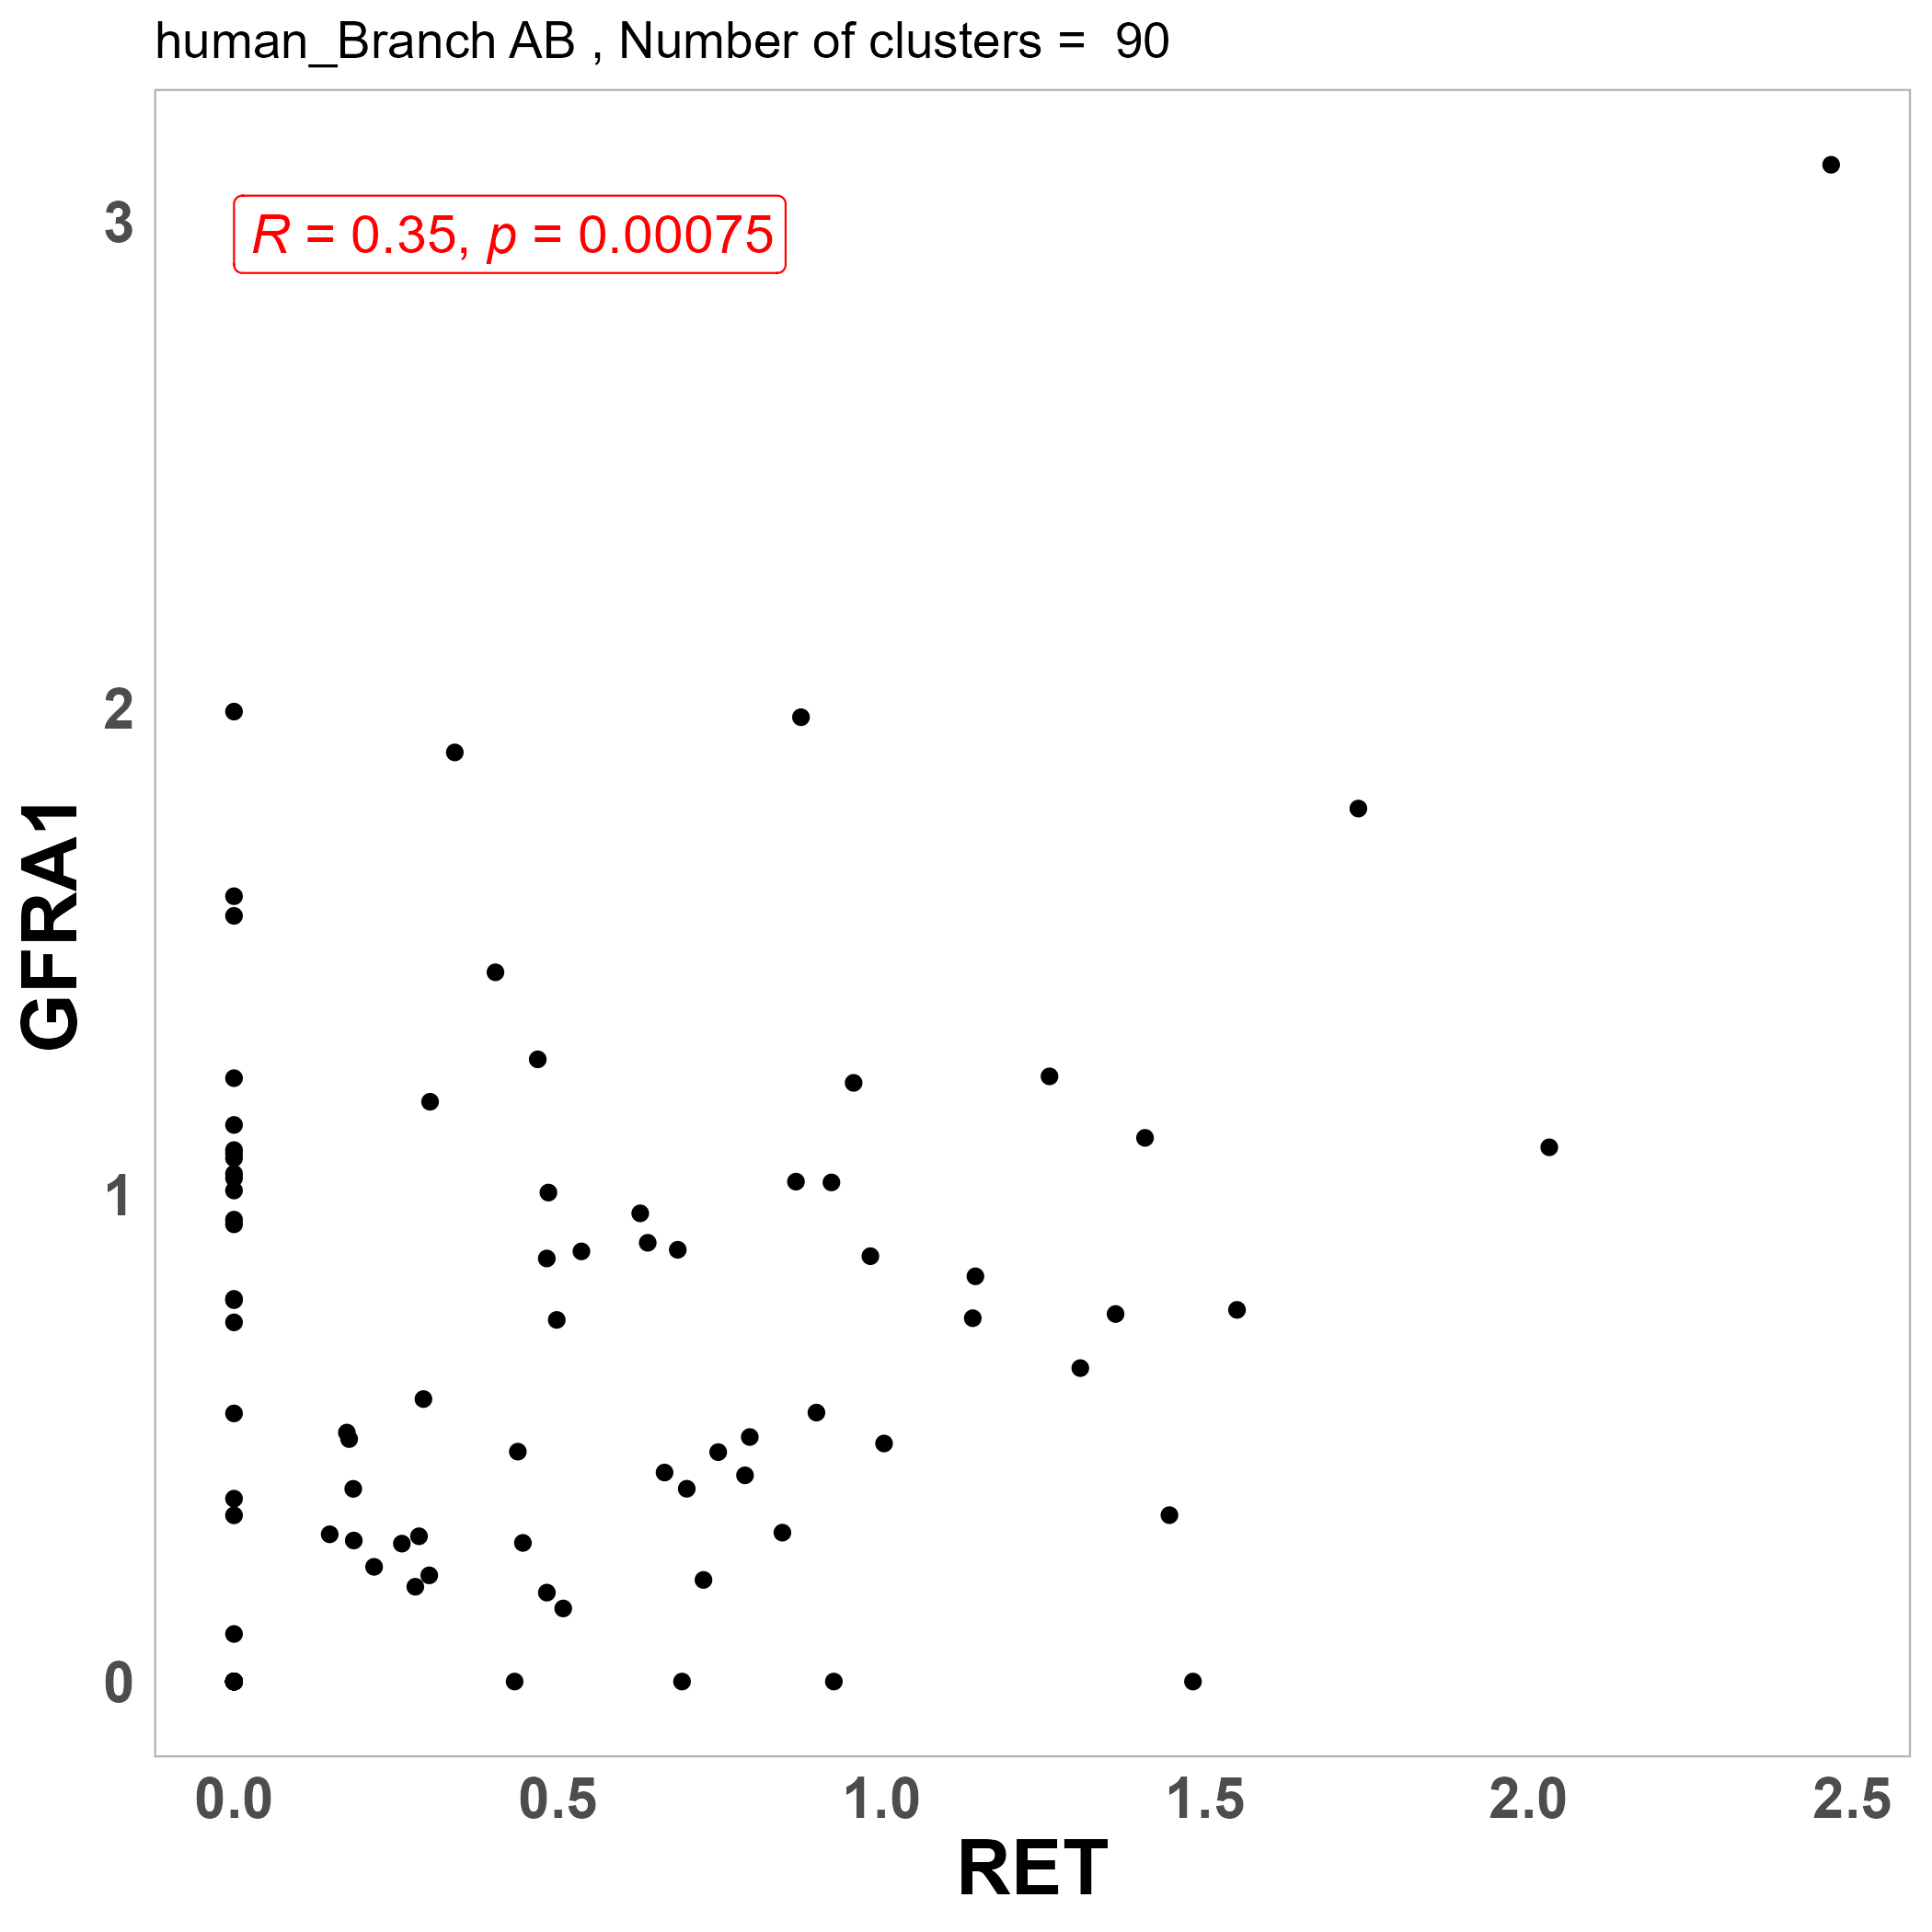 human_Branch AB , Number of clusters =  90
R = 0.35, p = 0.00075
3
2
1
0
GFRA1
0.0 0.5 1.0 1.5 2.0 2.5
RET